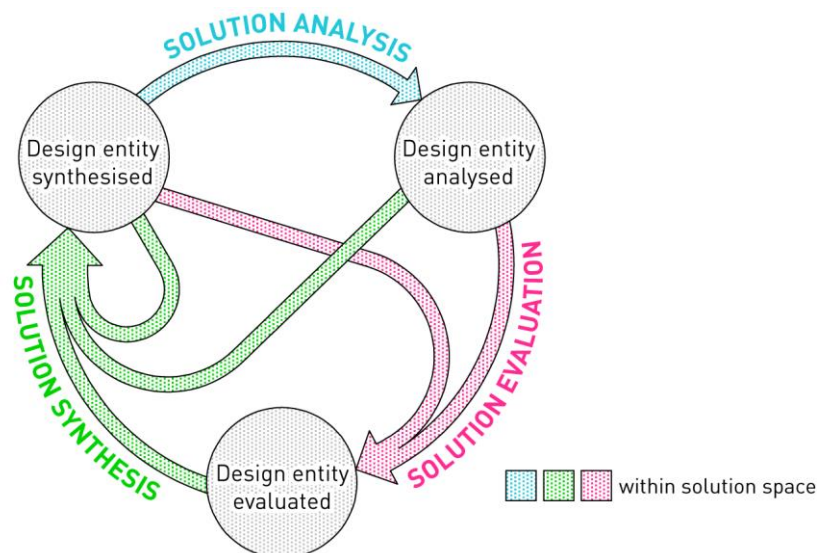 SOLUTION ANALYSIS
Design entity
synthesised
Design entity
analysed
SOLUTION SYNTHESIS
SOLUTION EVALUATION
Design entity
evaluated
within solution space